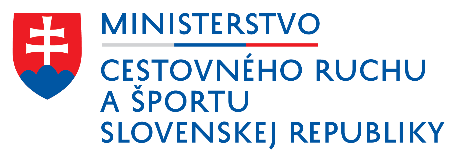 MINISTERSTVO
CESTOVNÉHO RUCHU
A ŠPORTU
SLOVENSKEJ REPUBLIKY